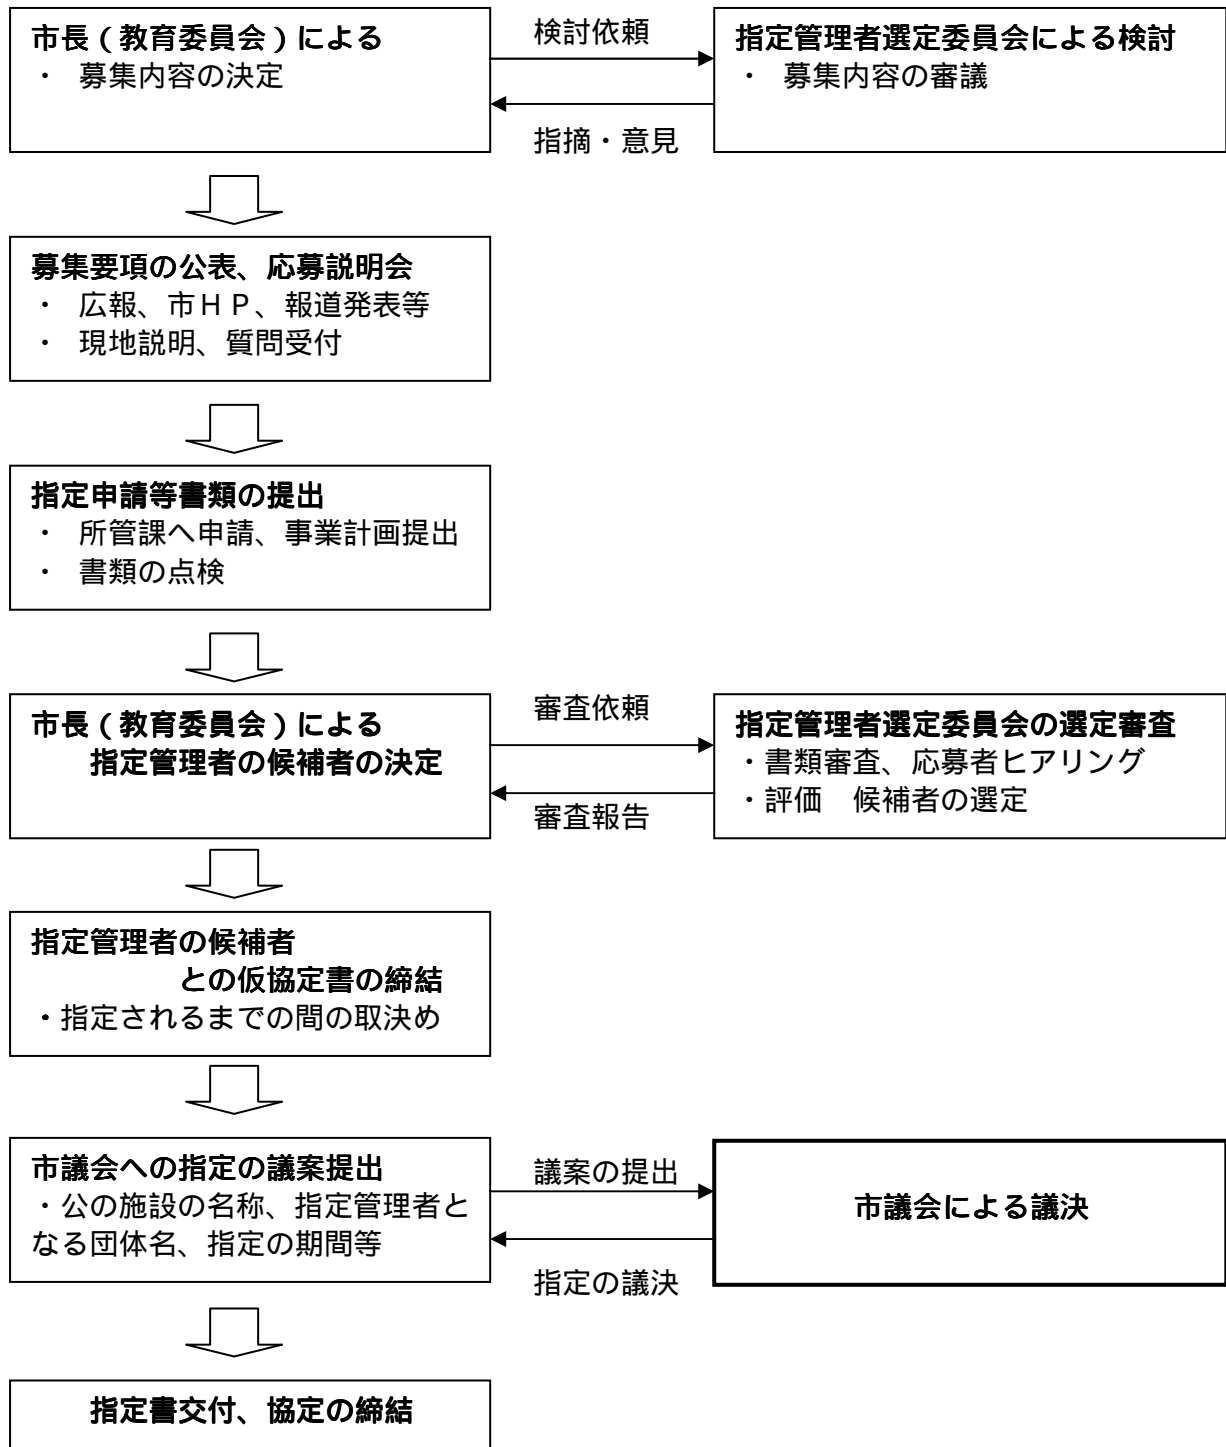 市長（教育委員会）による
・ 募集内容の決定
検討依頼
指摘・意見
指定管理者選定委員会による検討
・ 募集内容の審議
募集要項の公表、応募説明会
・ 広報、市ＨＰ、報道発表等
・ 現地説明、質問受付
指定申請等書類の提出
・ 所管課へ申請、事業計画提出
・ 書類の点検
市長（教育委員会）による
指定管理者の候補者の決定
審査依頼
審査報告
指定管理者選定委員会の選定審査
・書類審査、応募者ヒアリング
・評価　候補者の選定
指定管理者の候補者
との仮協定書の締結
・指定されるまでの間の取決め
市議会への指定の議案提出
・公の施設の名称、指定管理者と
なる団体名、指定の期間等
議案の提出
指定の議決
市議会による議決
指定書交付、協定の締結